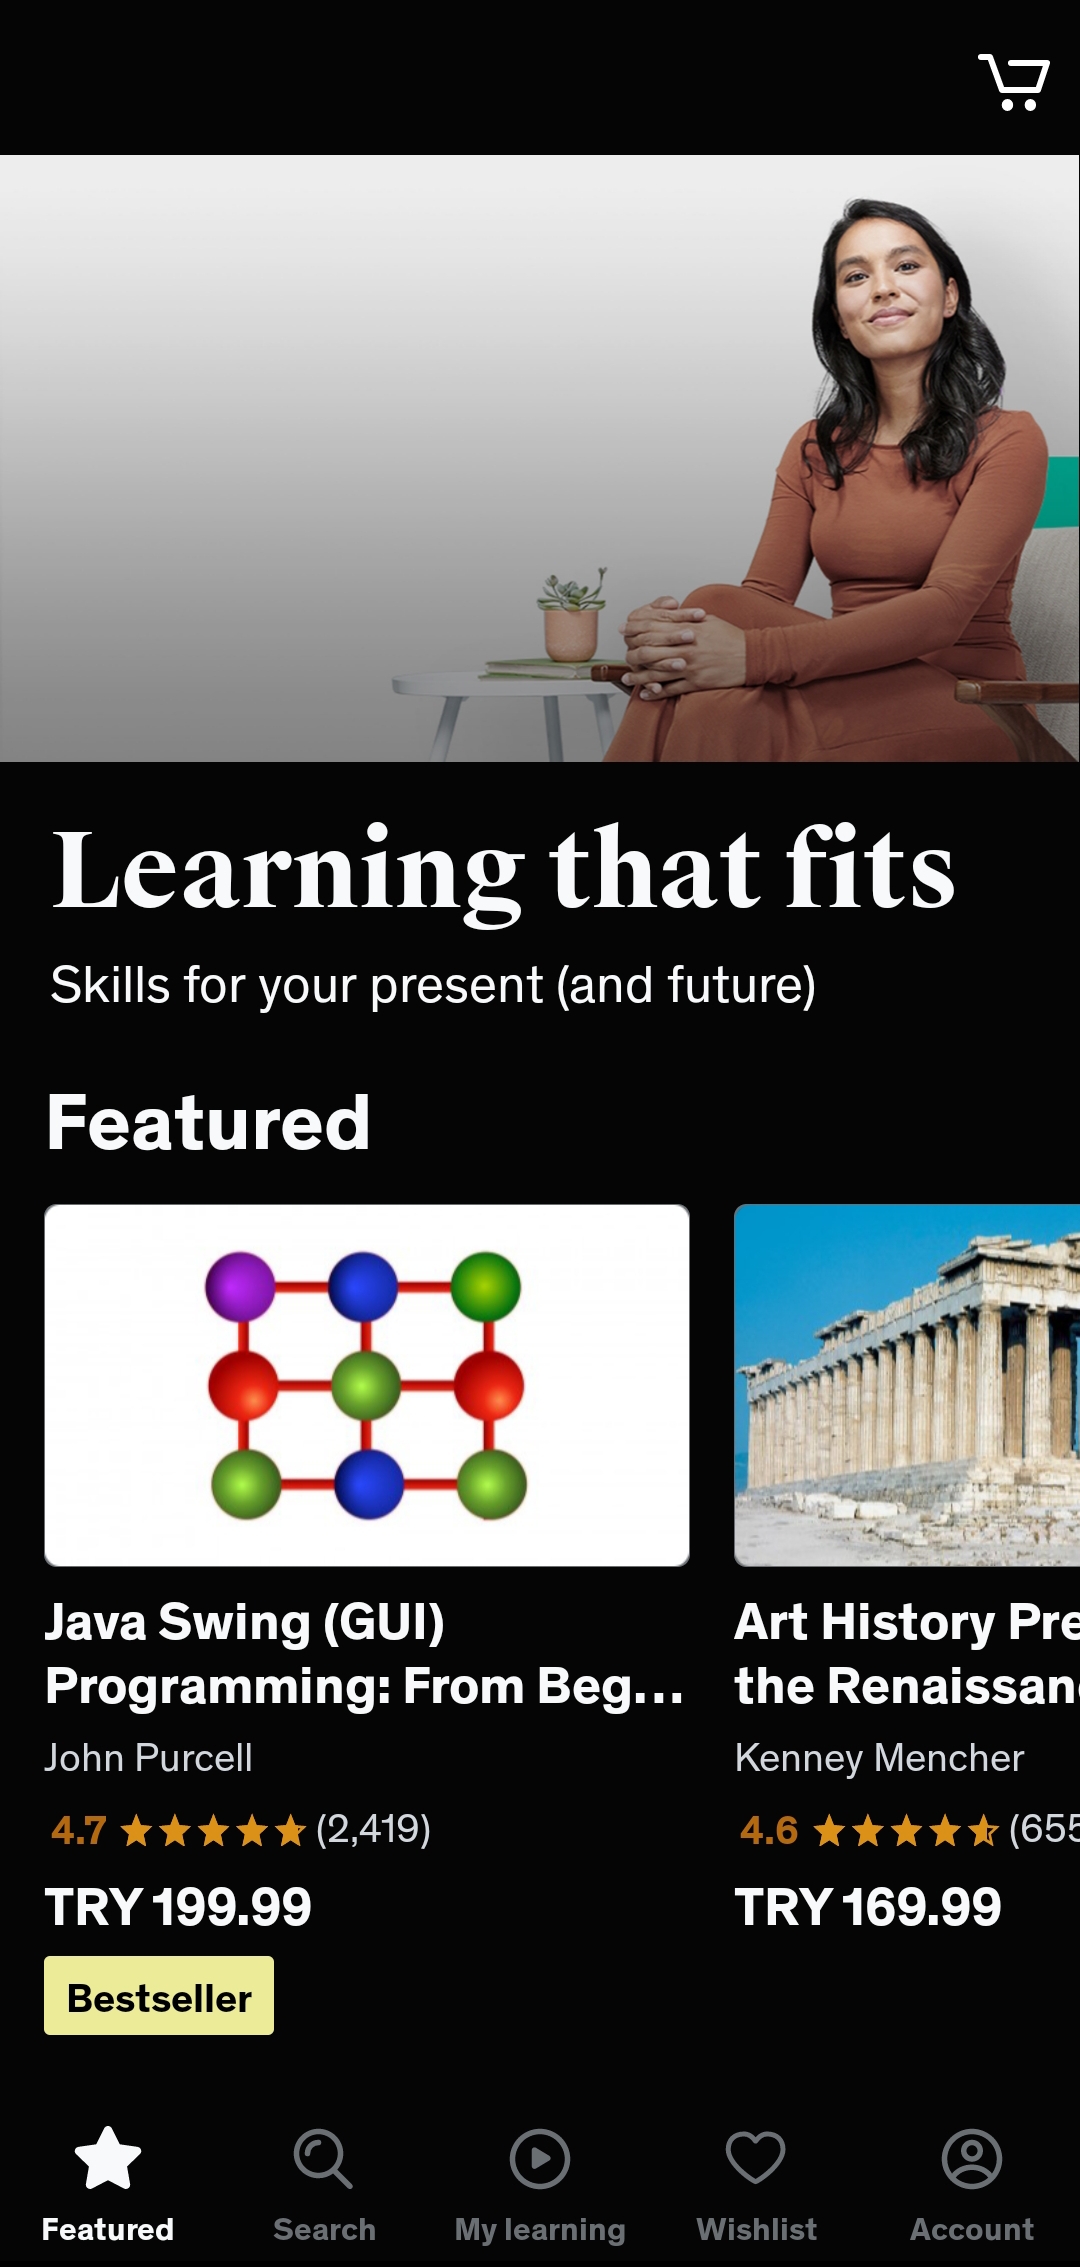 Learning that fits
Skills for your present (and future)
Featured
Java Swing (GUI)
Programming: From Beg...
John Purcell
4.7 (2,419)
TRY 199.99
Bestseller
Art History Pre
the Renaissan
Kenney Mencher
4.6 (655
TRY 169.99
Featured
Search
My learning
Wishlist
Account